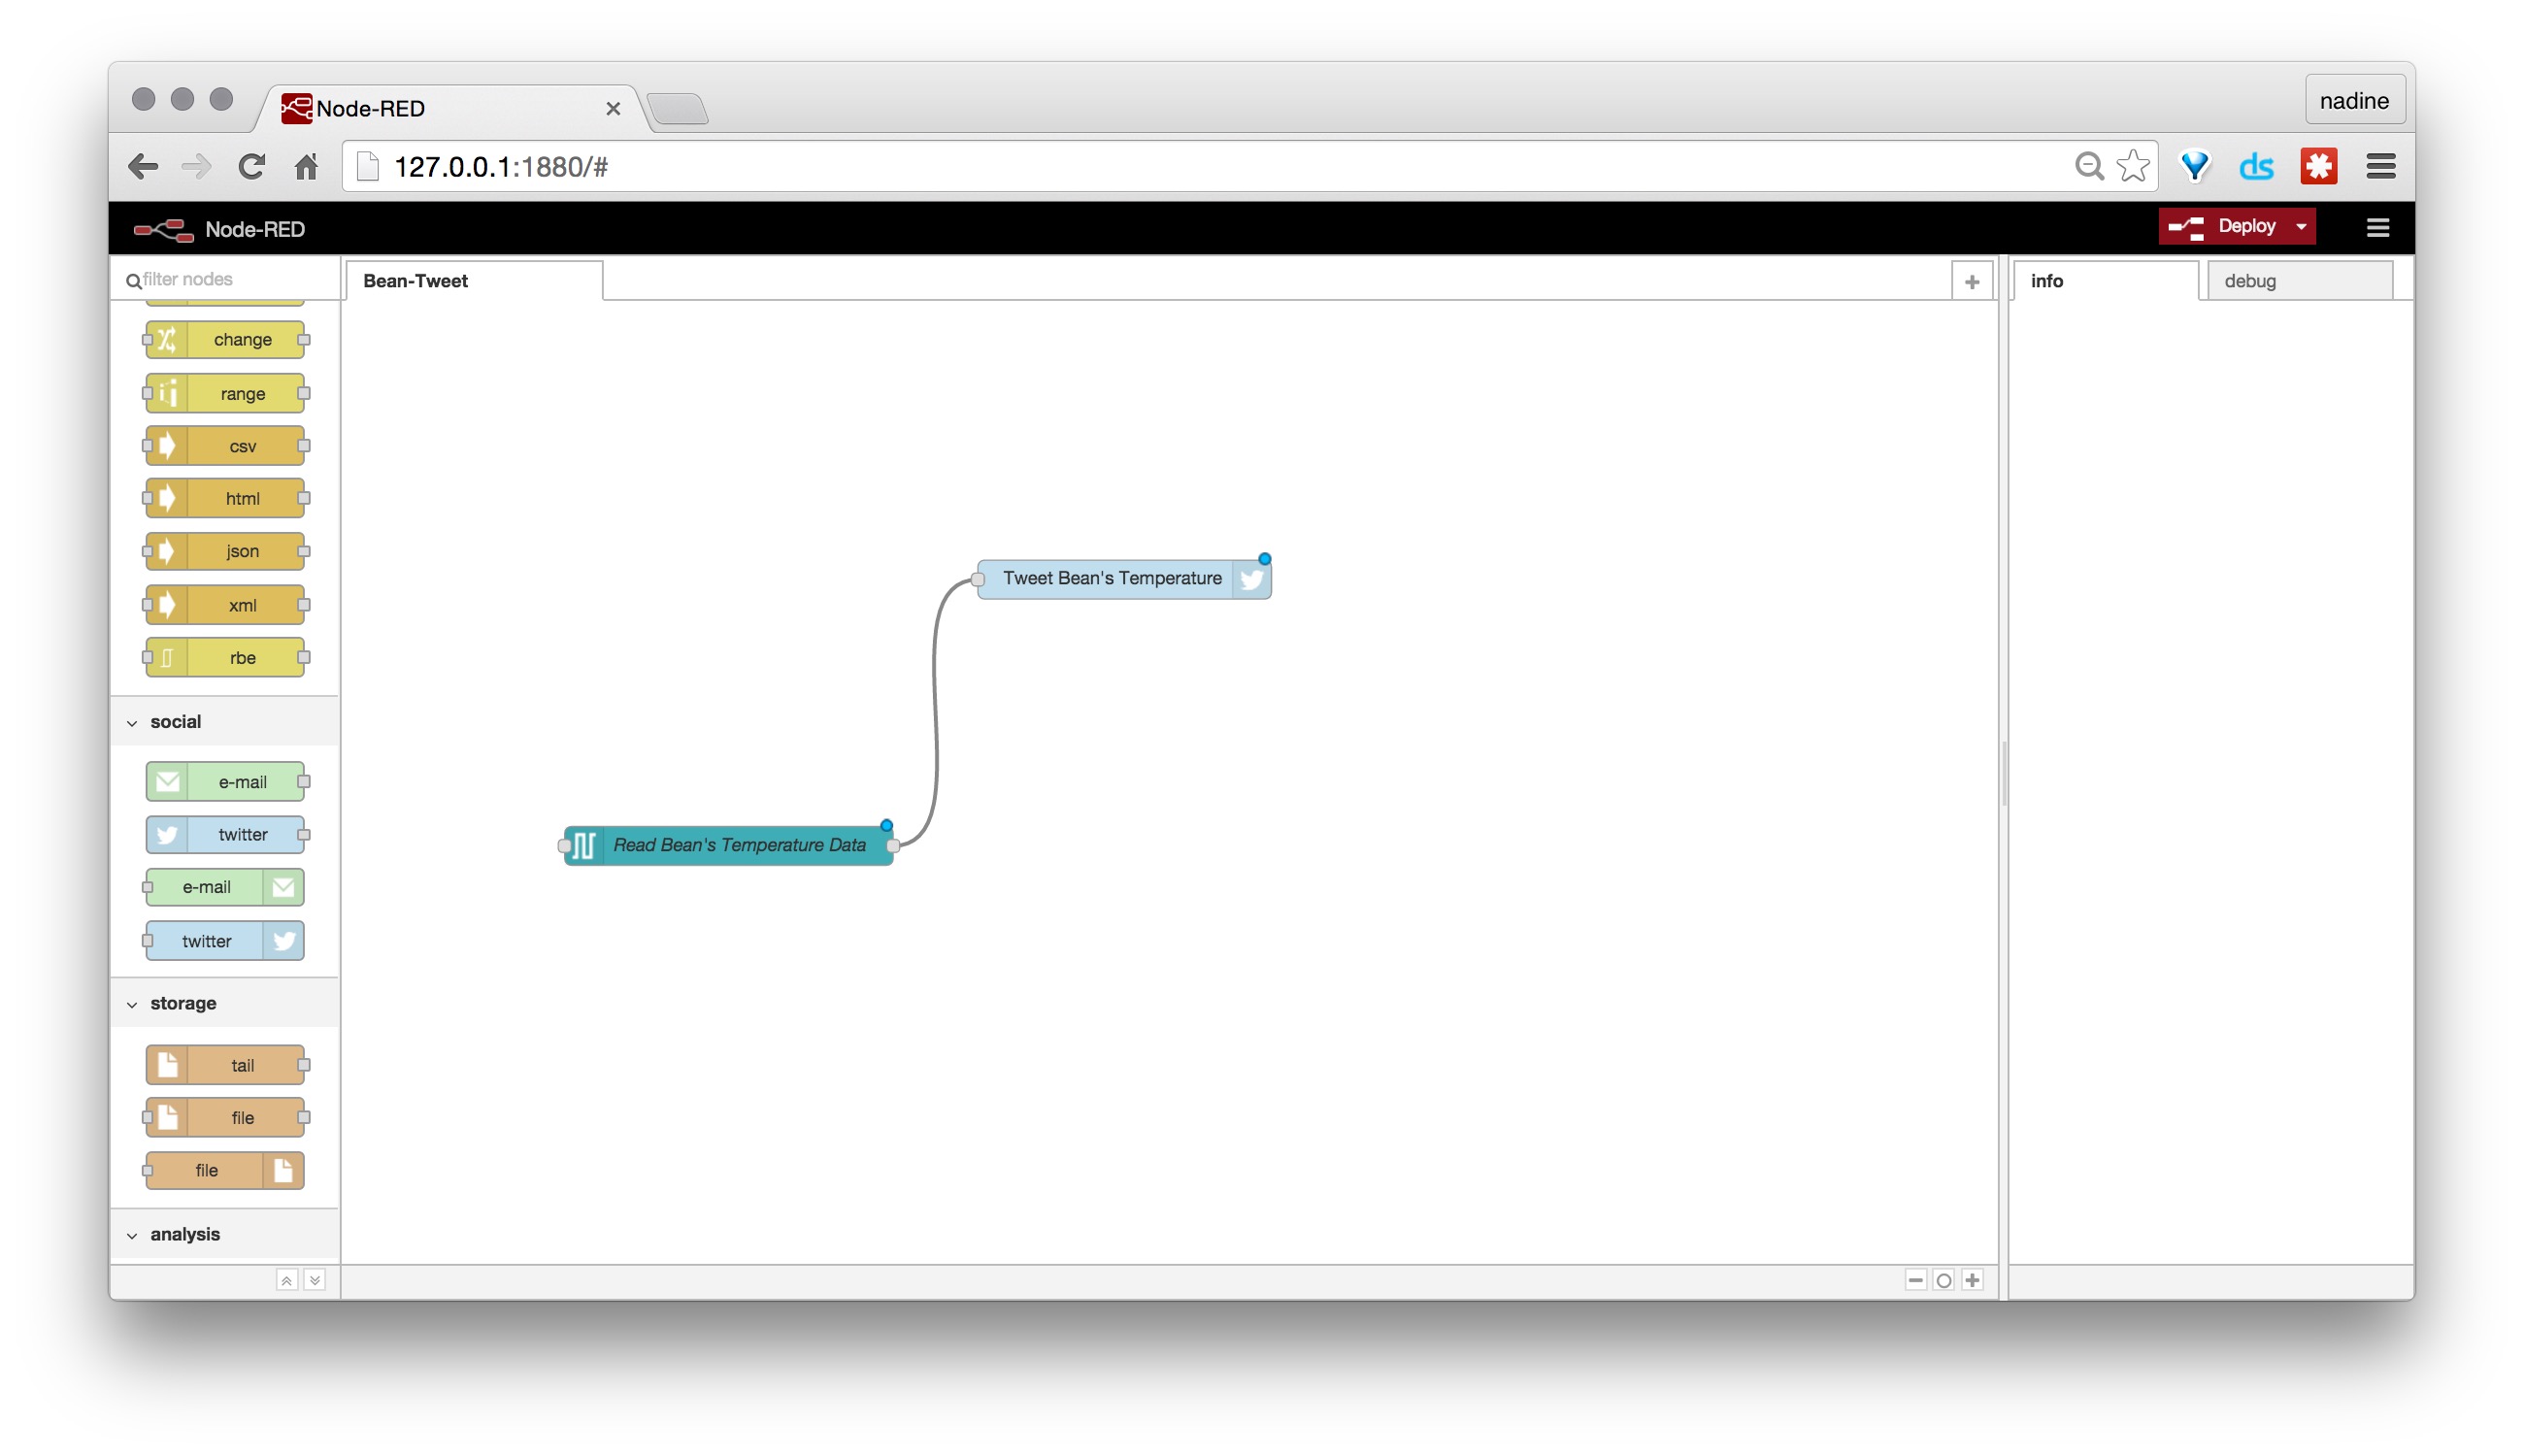 Node-RED
nadine
127.0.0.1:1880/#
ds
Node-RED
Deploy
filter nodes
Bean-Tweet
info
debug
change
range
csv
html
json
xml
rbe
social
e-mail
twitter
e-mail
twitter
storage
tail
file
file
analysis
Tweet Bean's Temperature
Read Bean's Temperature Data